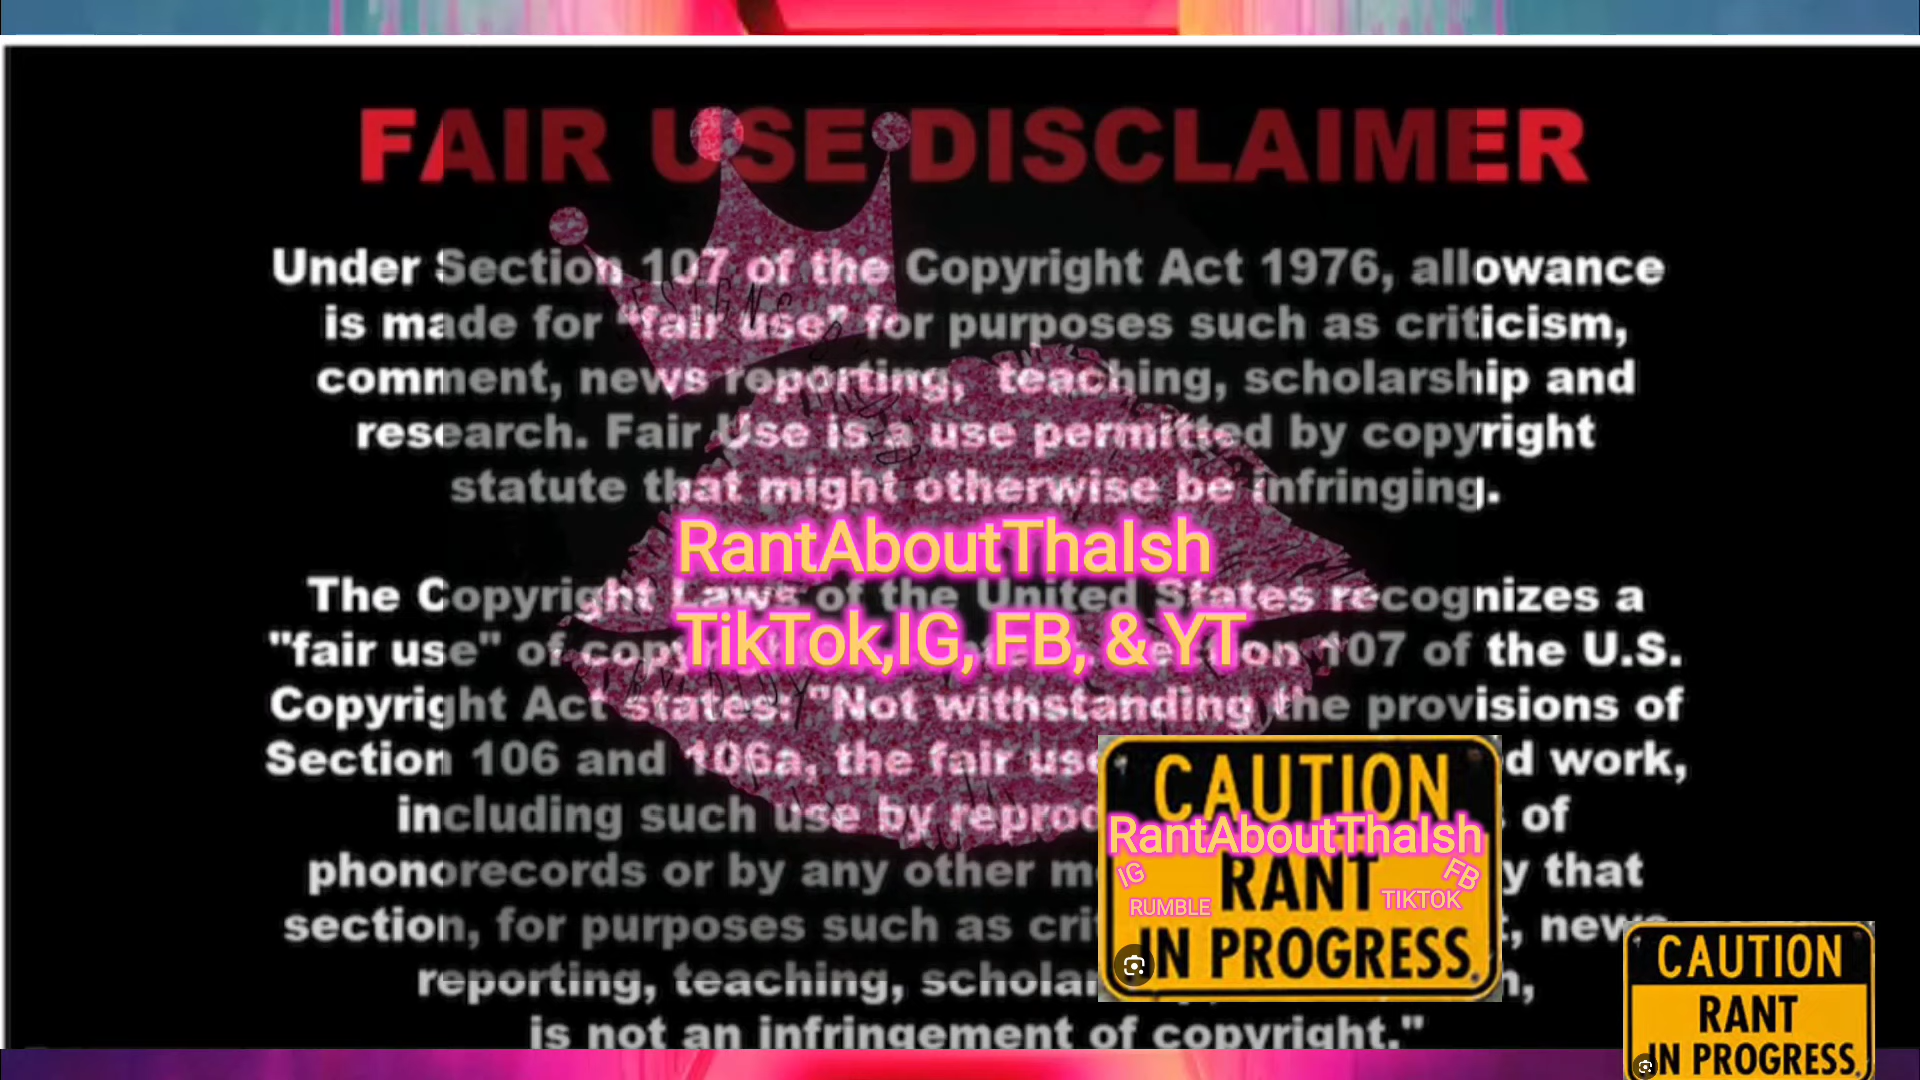 FAIR USE DISCLAIMER
Under Section 107 of the Copyright Act 1976, allowance
is made for "fair use" for purposes such as criticism,
comment, news reporting, teaching, scholarship and
research. Fair Use is a use permitted by copyright
statute that might otherwise be infringing.
RantAboutThaIsh
The Copyright Laws of the United States recognizes a
TikTok,IG, FB, & YT
"fair use" of 107 of the U.S.
Copyright Act states: "Not withstanding the provisions of
Section 106 and 106a, the fair use work,
including such use by of
phonorecords or by any other that
section, for purposes such as news
reporting, teaching,
is not an infringement of copyright."
CAUTION
RantAboutThaIsh
IG
FB
RANT
RUMBLE
TIKTOK
IN PROGRESS.
CAUTION
RANT
IN PROGRESS.